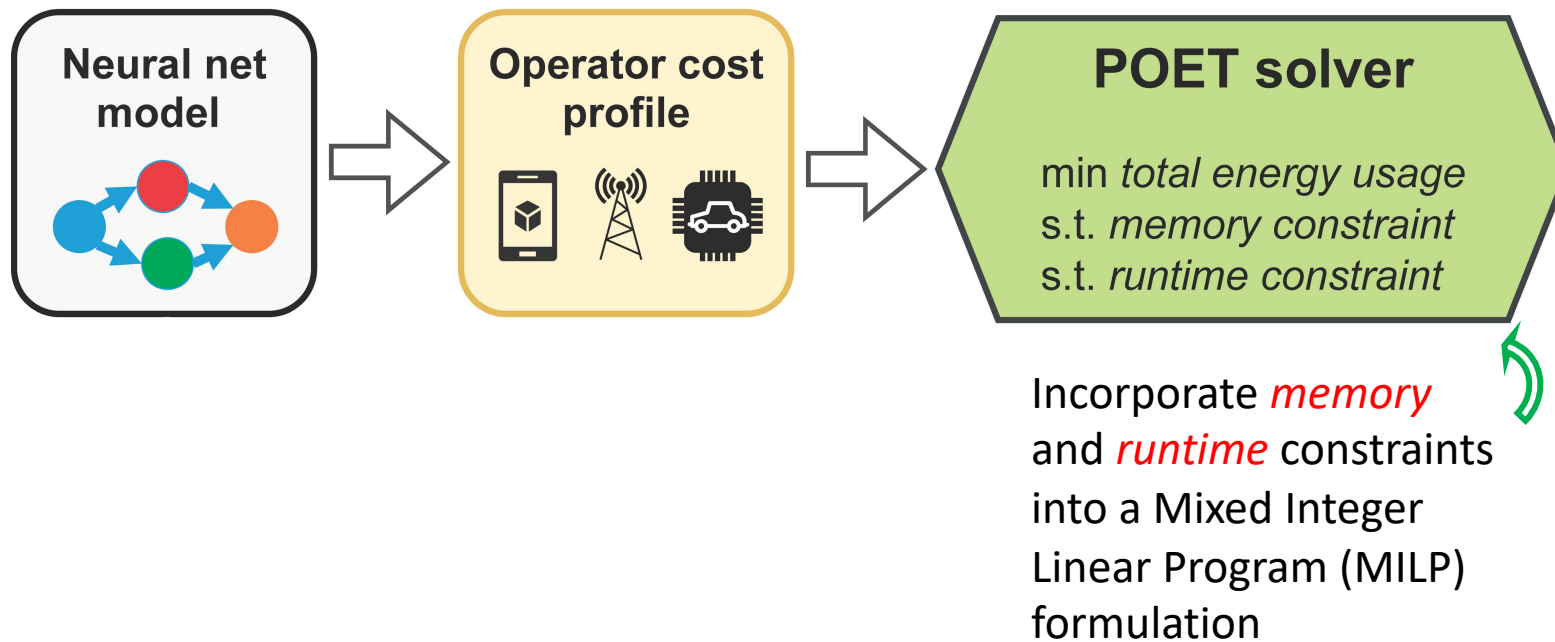 Neural net
model
Operator cost
profile
POET solver
min total energy usage
s.t. memory constraint
s.t. runtime constraint
Incorporate memory
and runtime constraints
into a Mixed Integer
Linear Program (MILP)
formulation